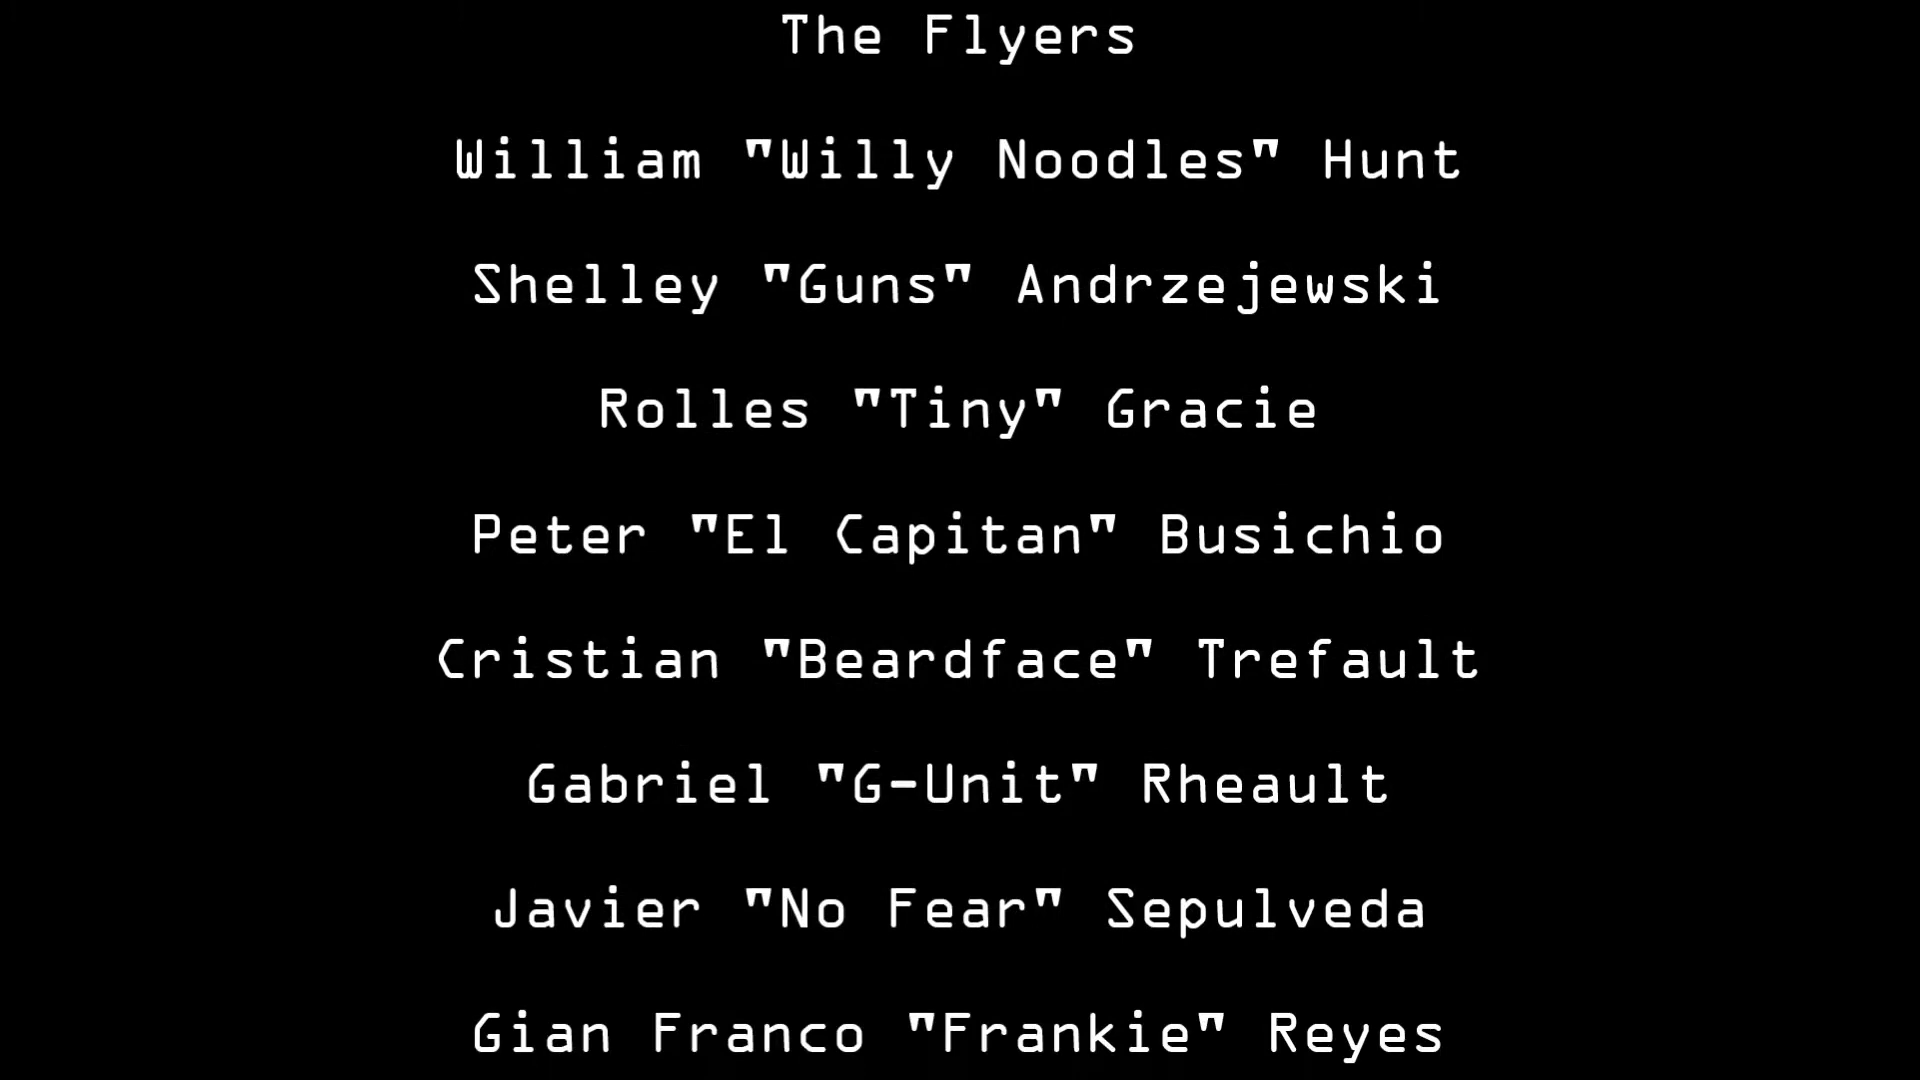 The Flyers
William "Willy Noodles" Hunt
Shelley "Guns" Andrzejewski
Rolles "Tiny" Gracie
Peter "El Capitan" Busichio
Cristian "Beardface" Trefault
Gabriel "G-Unit" Rheault
Javier "No Fear" Sepulveda
Gian Franco "Frankie" Reyes